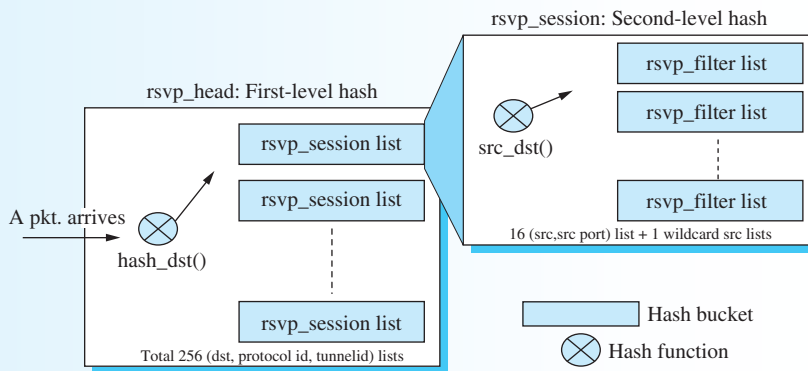 rsvp_session: Second-level hash
rsvp_filter list
rsvp_filter list
src_dst()
rsvp_filter list
16 (src,src port) list + 1 wildcard src lists
rsvp_head: First-level hash
rsvp_session list
rsvp_session list
A pkt. arrives
hash_dst()
rsvp_session list
Total 256 (dst, protocol id, tunnelid) lists
Hash bucket
Hash function